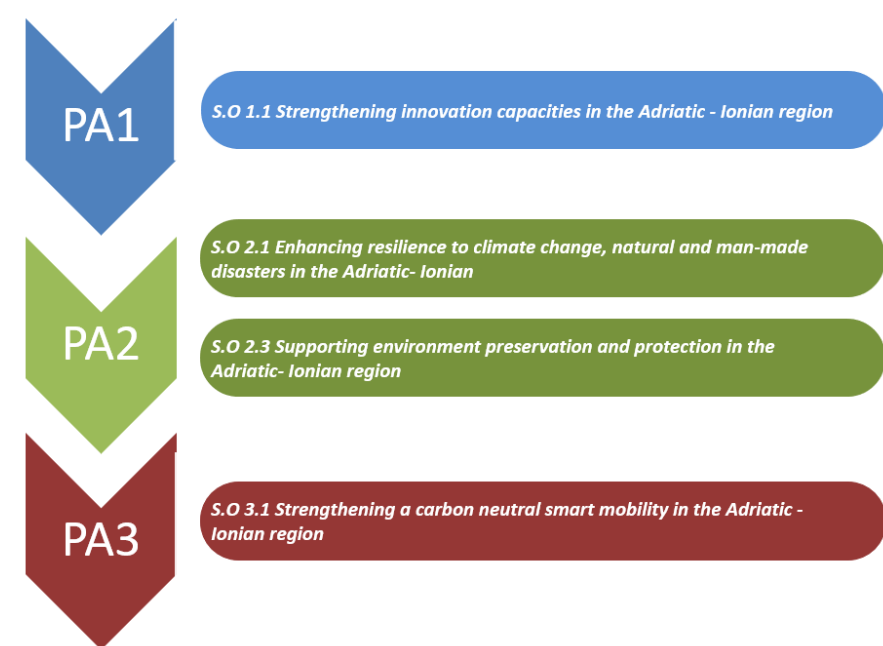 PA1
S.O 1.1 Strengthening innovation capacities in the Adriatic - Ionian region
PA2
S.O 2.1 Enhancing resilience to climate change, natural and man-made
disasters in the Adriatic- Ionian
S.O 2.3 Supporting environment preservation and protection in the
Adriatic- Ionian region
PA3
S.O 3.1 Strengthening a carbon neutral smart mobility in the Adriatic -
Ionian region